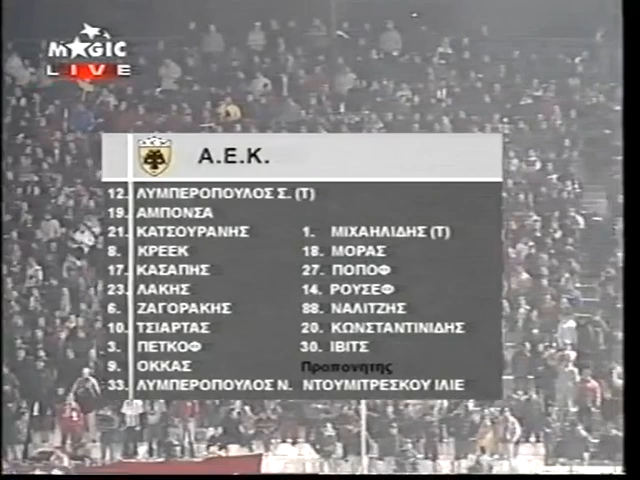 MAGIC
LIVE
Α.Ε.Κ.
12. ΛΥΜΠΕΡΟΠΟΥΛΟΣ Σ. (Τ)
19. ΑΜΠΟΝΣΑ
21. ΚΑΤΣΟΥΡΑΝΗΣ
8. ΚΡΕΕΚ
17. ΚΑΣΑΠΗΣ
23. ΛΑΚΗΣ
6. ΖΑΓΟΡΑΚΗΣ
10. ΤΣΙΑΡΤΑΣ
3. ΠΕΤΚΟΦ
9. ΟΚΚΑΣ
33. ΛΥΜΠΕΡΟΠΟΥΛΟΣ Ν.
1. ΜΙΧΑΗΛΙΔΗΣ (Τ)
18. ΜΟΡΑΣ
27. ΠΟΠΟΦ
14. ΡΟΥΣΕΦ
88. ΝΑΛΙΤΖΗΣ
20. ΚΩΝΣΤΑΝΤΙΝΙΔΗΣ
30. ΙΒΙΤΣ
Προπονητης
ΝΤΟΥΜΙΤΡΕΣΚΟΥ ΙΛΙΕ